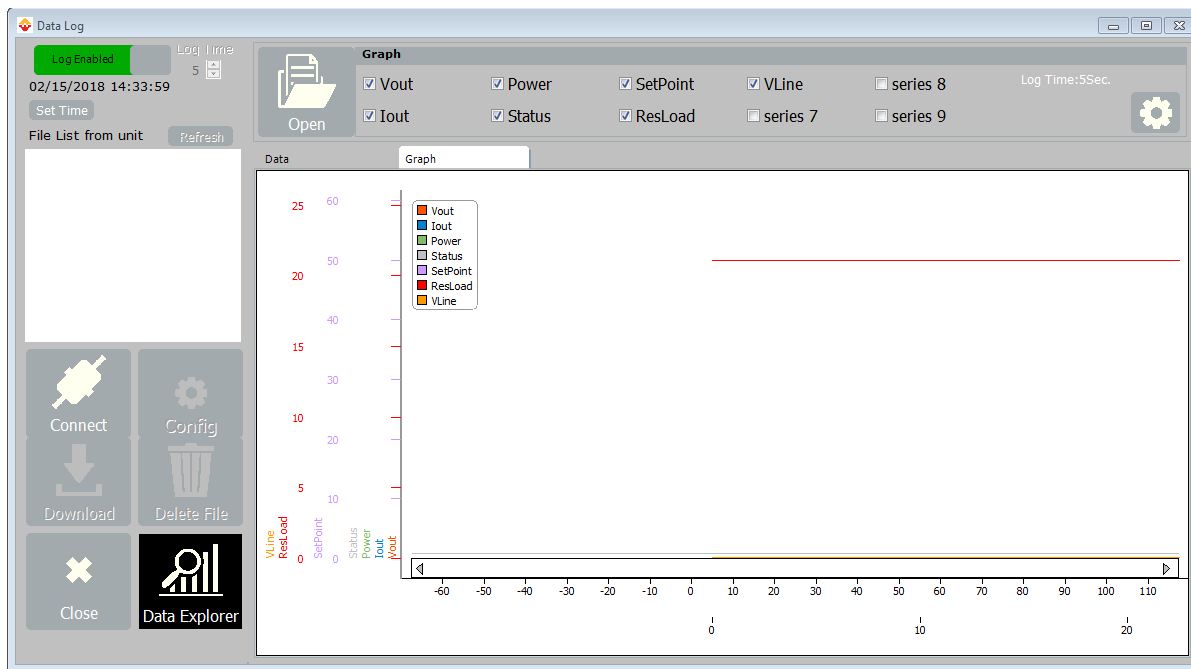 Data Log
Log Enabled
Log Time
5
02/15/2018 14:33:59
Set Time
File List from unit
Refresh
Connect
Config
Download
Delete File
Close
Data Explorer
Open
Graph
Vout
Power
SetPoint
VLine
series 8
Iout
Status
ResLoad
series 7
series 9
Log Time:5Sec.
Data
Graph
25
20
15
10
5
0
60
50
40
30
20
10
0
VLine
ResLoad
SetPoint
Status
Power
Iout
Vout
Vout
Iout
Power
Status
SetPoint
ResLoad
VLine
-60 -50 -40 -30 -20 -10 0 10 20 30 40 50 60 70 80 90 100 110
0 10 20